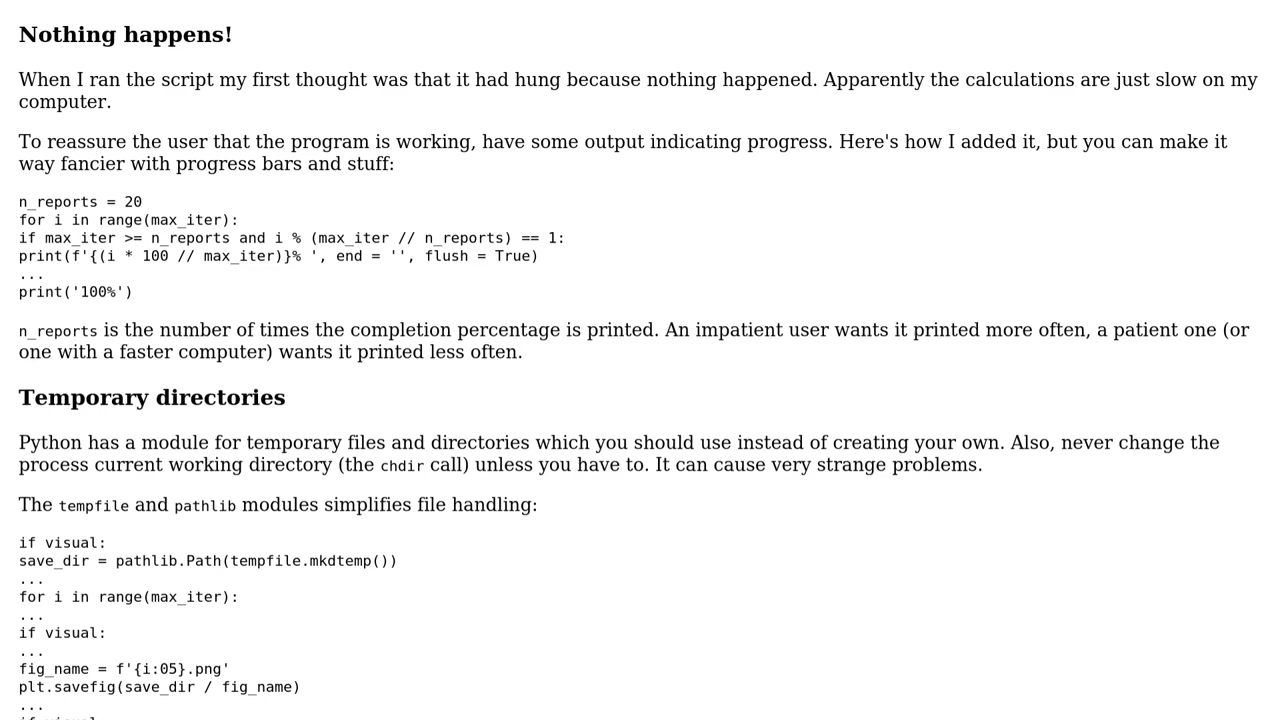 Nothing happens!
When I ran the script my first thought was that it had hung because nothing happened. Apparently the calculations are just slow on my
computer.
To reassure the user that the program is working, have some output indicating progress. Here's how I added it, but you can make it
way fancier with progress bars and stuff:
n_reports = 20
for i in range(max_iter):
if max_iter >= n_reports and i % (max_iter // n_reports) == 1:
print(f'{(i * 100 // max_iter)}% ', end = '', flush = True)
...
print('100%')
n_reports is the number of times the completion percentage is printed. An impatient user wants it printed more often, a patient one (or
one with a faster computer) wants it printed less often.
Temporary directories
Python has a module for temporary files and directories which you should use instead of creating your own. Also, never change the
process current working directory (the chdir call) unless you have to. It can cause very strange problems.
The tempfile and pathlib modules simplifies file handling:
if visual:
save_dir = pathlib.Path(tempfile.mkdtemp())
...
for i in range(max_iter):
...
if visual:
...
fig_name = f'{i:05}.png'
plt.savefig(save_dir / fig_name)
...